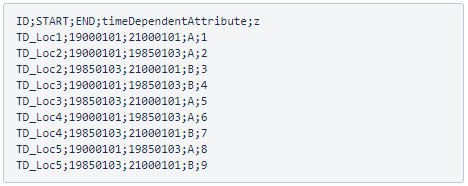 ID;START;END;timeDependentAttribute;z
TD_Loc1;19000101;21000101;A;1
TD_Loc2;19000101;19850103;A;2
TD_Loc2;19850103;21000101;B;3
TD_Loc3;19000101;19850103;B;4
TD_Loc3;19850103;21000101;A;5
TD_Loc4;19000101;19850103;A;6
TD_Loc4;19850103;21000101;B;7
TD_Loc5;19000101;19850103;A;8
TD_Loc5;19850103;21000101;B;9